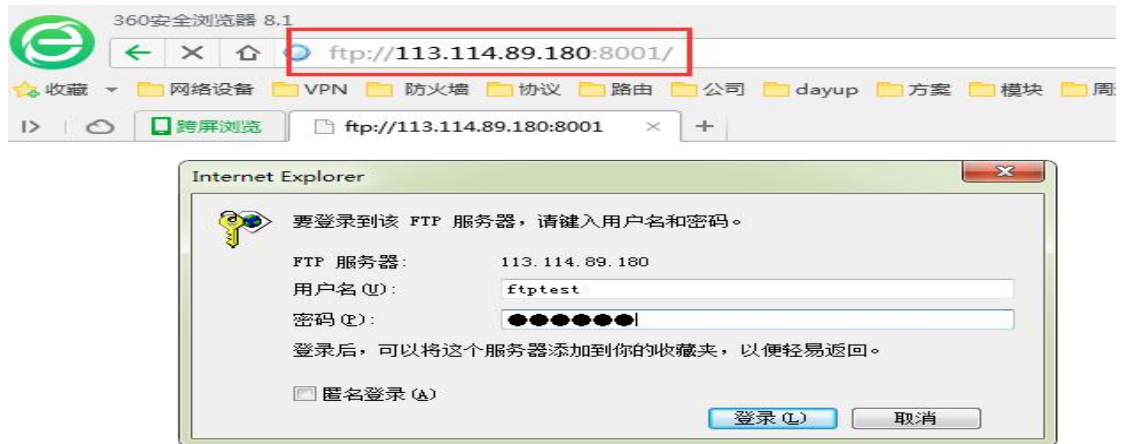 360安全浏览器 8.1
ftp://113.114.89.180:8001/
收藏 网络设备 VPN 防火墙 协议 路由 公司 dayup 方案 模块 周
跨屏浏览 ftp://113.114.89.180:8001
Internet Explorer
要登录到该 FTP 服务器，请键入用户名和密码。
FTP 服务器: 113.114.89.180
用户名(U): ftptest
密码(P): ●●●●●●
登录后，可以将这个服务器添加到你的收藏夹，以便轻易返回。
匿名登录(A)
登录(L) 取消